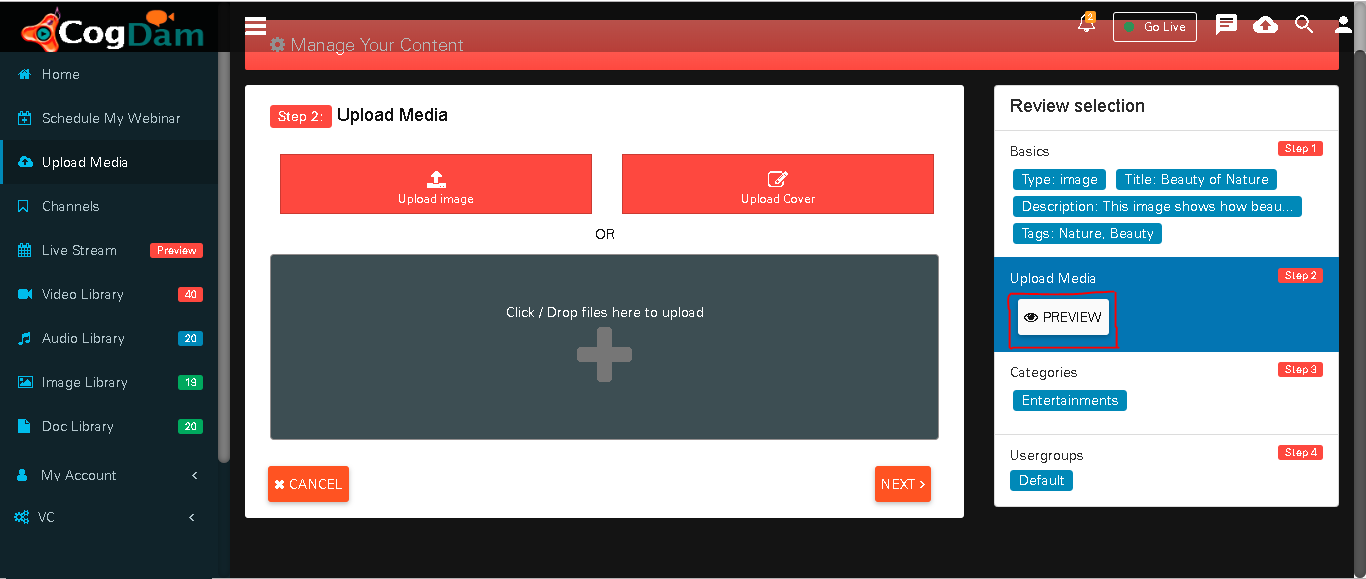 CogDam
2
Go Live
Manage Your Content
Home
Schedule My Webinar
Upload Media
Channels
Live Stream Preview
Video Library 40
Audio Library 20
Image Library 19
Doc Library 20
My Account
VC
Step 2: Upload Media
Upload image
Upload Cover
OR
Click / Drop files here to upload
CANCEL
NEXT
Review selection
Basics Step 1
Type: image Title: Beauty of Nature
Description: This image shows how beau...
Tags: Nature, Beauty
Upload Media Step 2
PREVIEW
Categories Step 3
Entertainments
Usergroups Step 4
Default